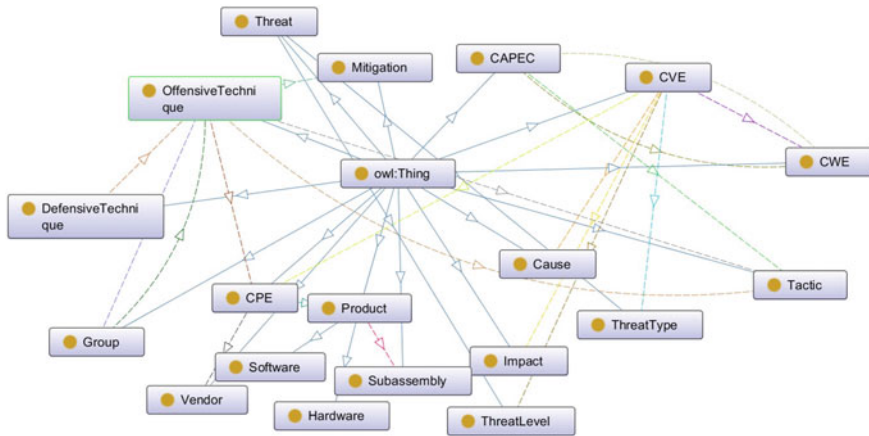 Threat
CAPEC
Mitigation
CVE
OffensiveTechni
que
CWE
owl:Thing
DefensiveTechni
que
Cause
Tactic
CPE
Product
ThreatType
Group
Software
Impact
Subassembly
Vendor
Hardware
ThreatLevel